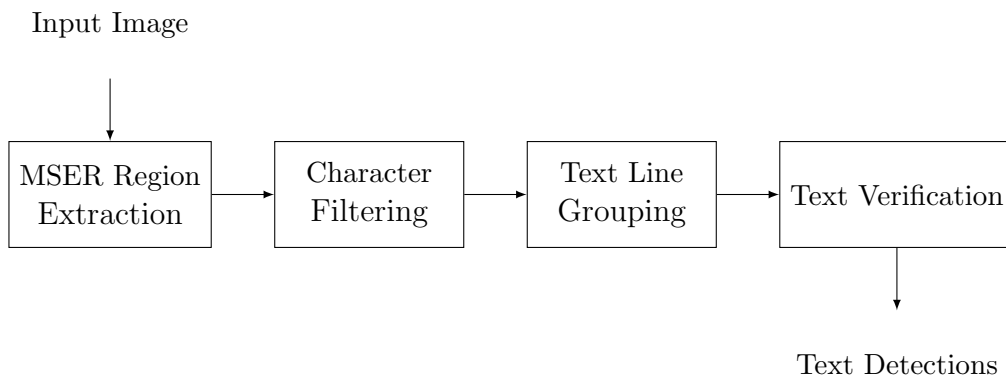 Input Image
MSER Region
Extraction
Character
Filtering
Text Line
Grouping
Text Verification
Text Detections